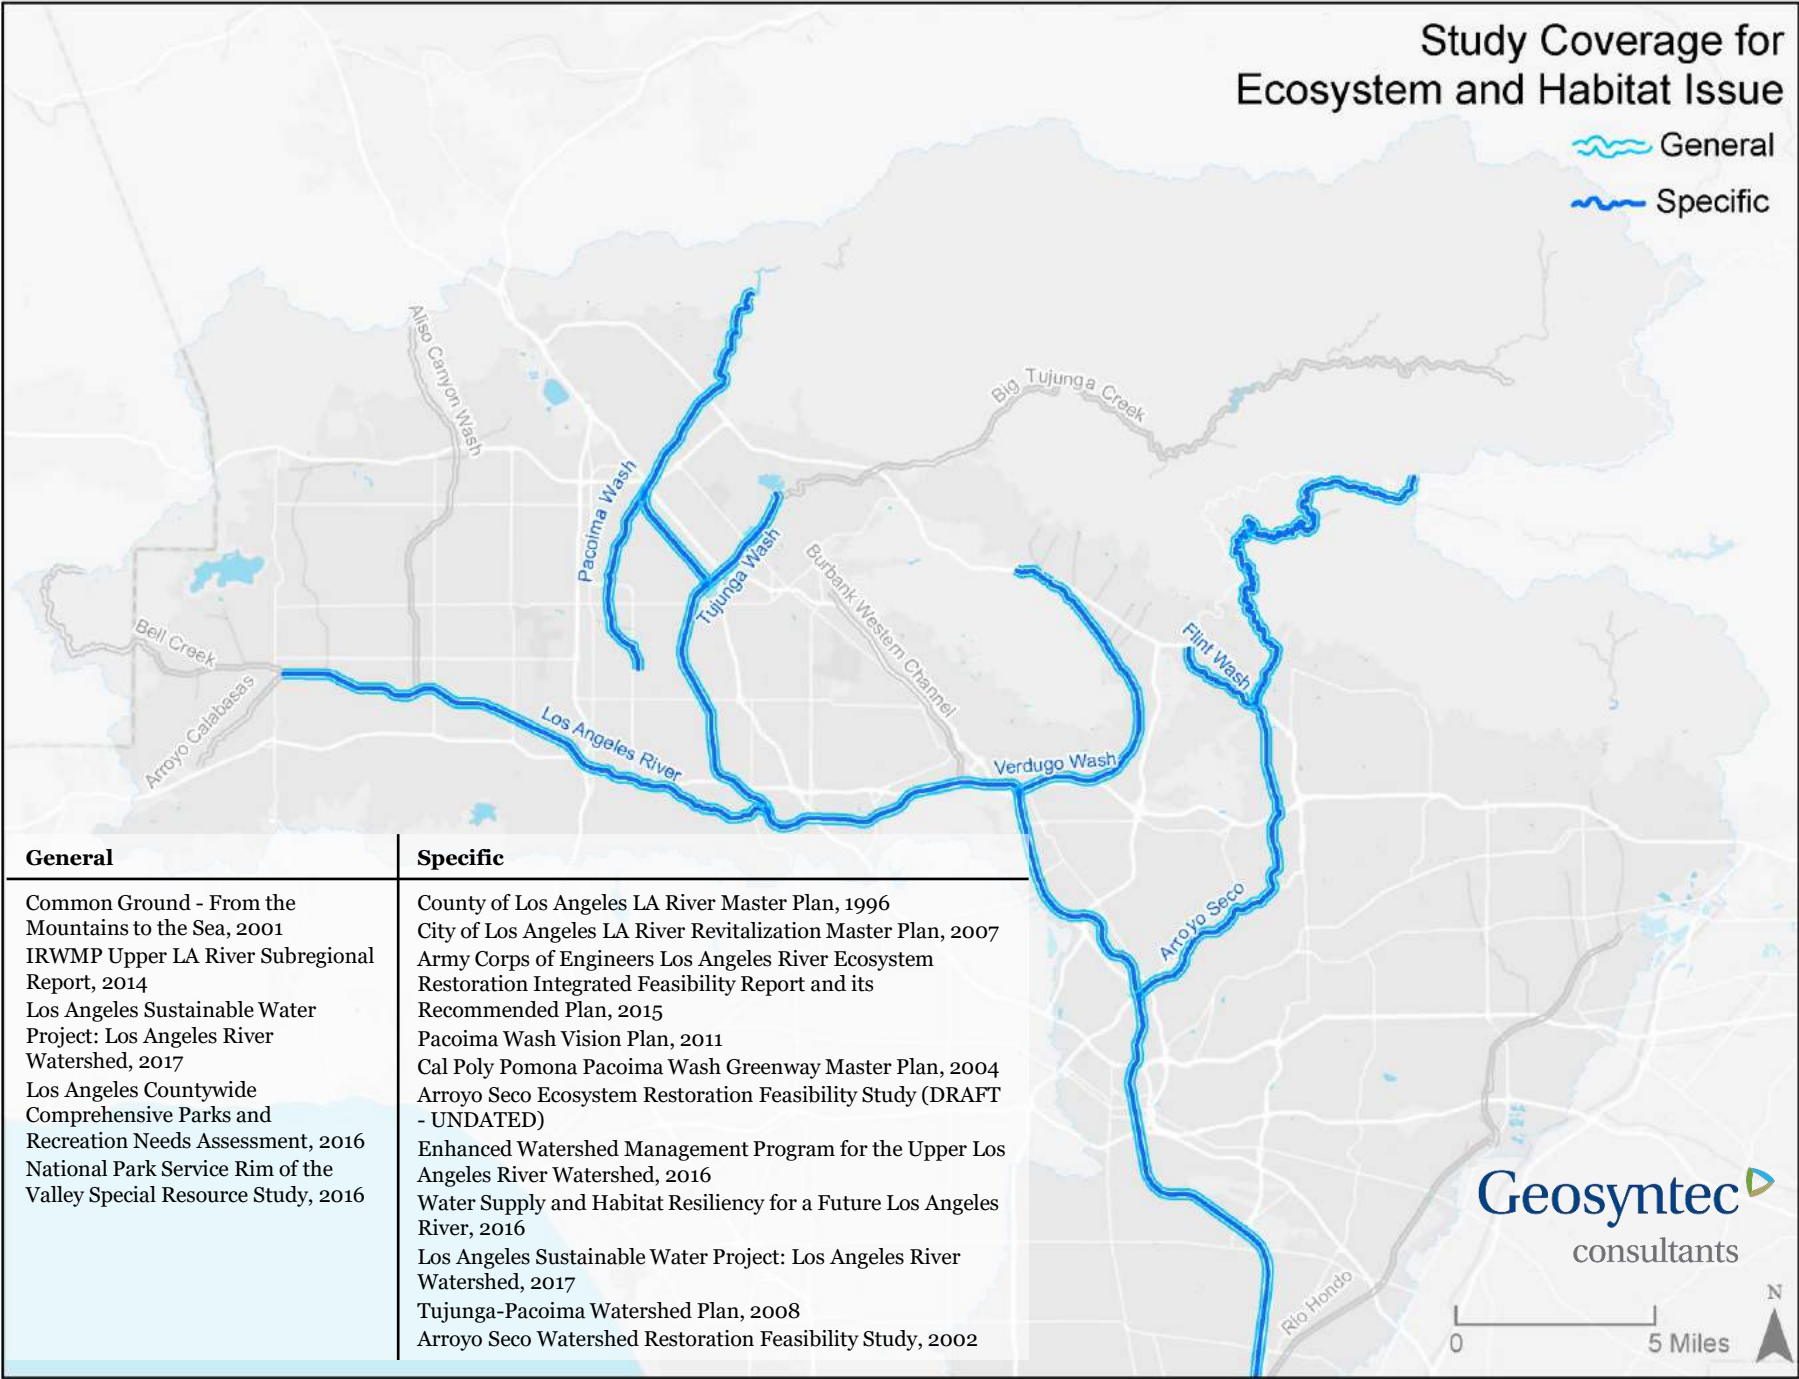 Study Coverage for
Ecosystem and Habitat Issue
General
Specific
Aliso Canyon Wash
Big Tujunga Creek
Pacoima Wash
Tujunga Wash
Burbank Western Channel
Flint Wash
Bell Creek
Arroyo Calabasas
Los Angeles River
Verdugo Wash
Arroyo Seco
Rio Hondo
General
Common Ground - From the
Mountains to the Sea, 2001
IRWMP Upper LA River Subregional
Report, 2014
Los Angeles Sustainable Water
Project: Los Angeles River
Watershed, 2017
Los Angeles Countywide
Comprehensive Parks and
Recreation Needs Assessment, 2016
National Park Service Rim of the
Valley Special Resource Study, 2016
Specific
County of Los Angeles LA River Master Plan, 1996
City of Los Angeles LA River Revitalization Master Plan, 2007
Army Corps of Engineers Los Angeles River Ecosystem
Restoration Integrated Feasibility Report and its
Recommended Plan, 2015
Pacoima Wash Vision Plan, 2011
Cal Poly Pomona Pacoima Wash Greenway Master Plan, 2004
Arroyo Seco Ecosystem Restoration Feasibility Study (DRAFT
- UNDATED)
Enhanced Watershed Management Program for the Upper Los
Angeles River Watershed, 2016
Water Supply and Habitat Resiliency for a Future Los Angeles
River, 2016
Los Angeles Sustainable Water Project: Los Angeles River
Watershed, 2017
Tujunga-Pacoima Watershed Plan, 2008
Arroyo Seco Watershed Restoration Feasibility Study, 2002
Geosyntec
consultants
N
0 5 Miles